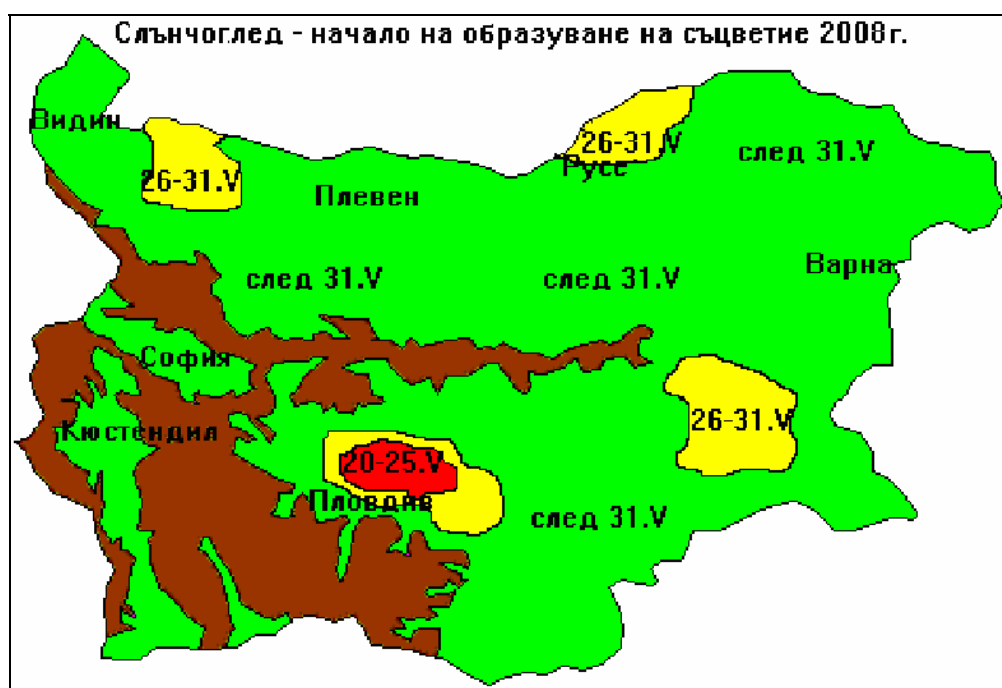 Слънчоглед - начало на образуване на съцветие 2008г.
Видин
26-31.V
Русе
след 31.V
26-31.V
Плевен
Варна
след 31.V
след 31.V
София
Кюстендил
26-31.V
20-25.V
Пловдив
след 31.V